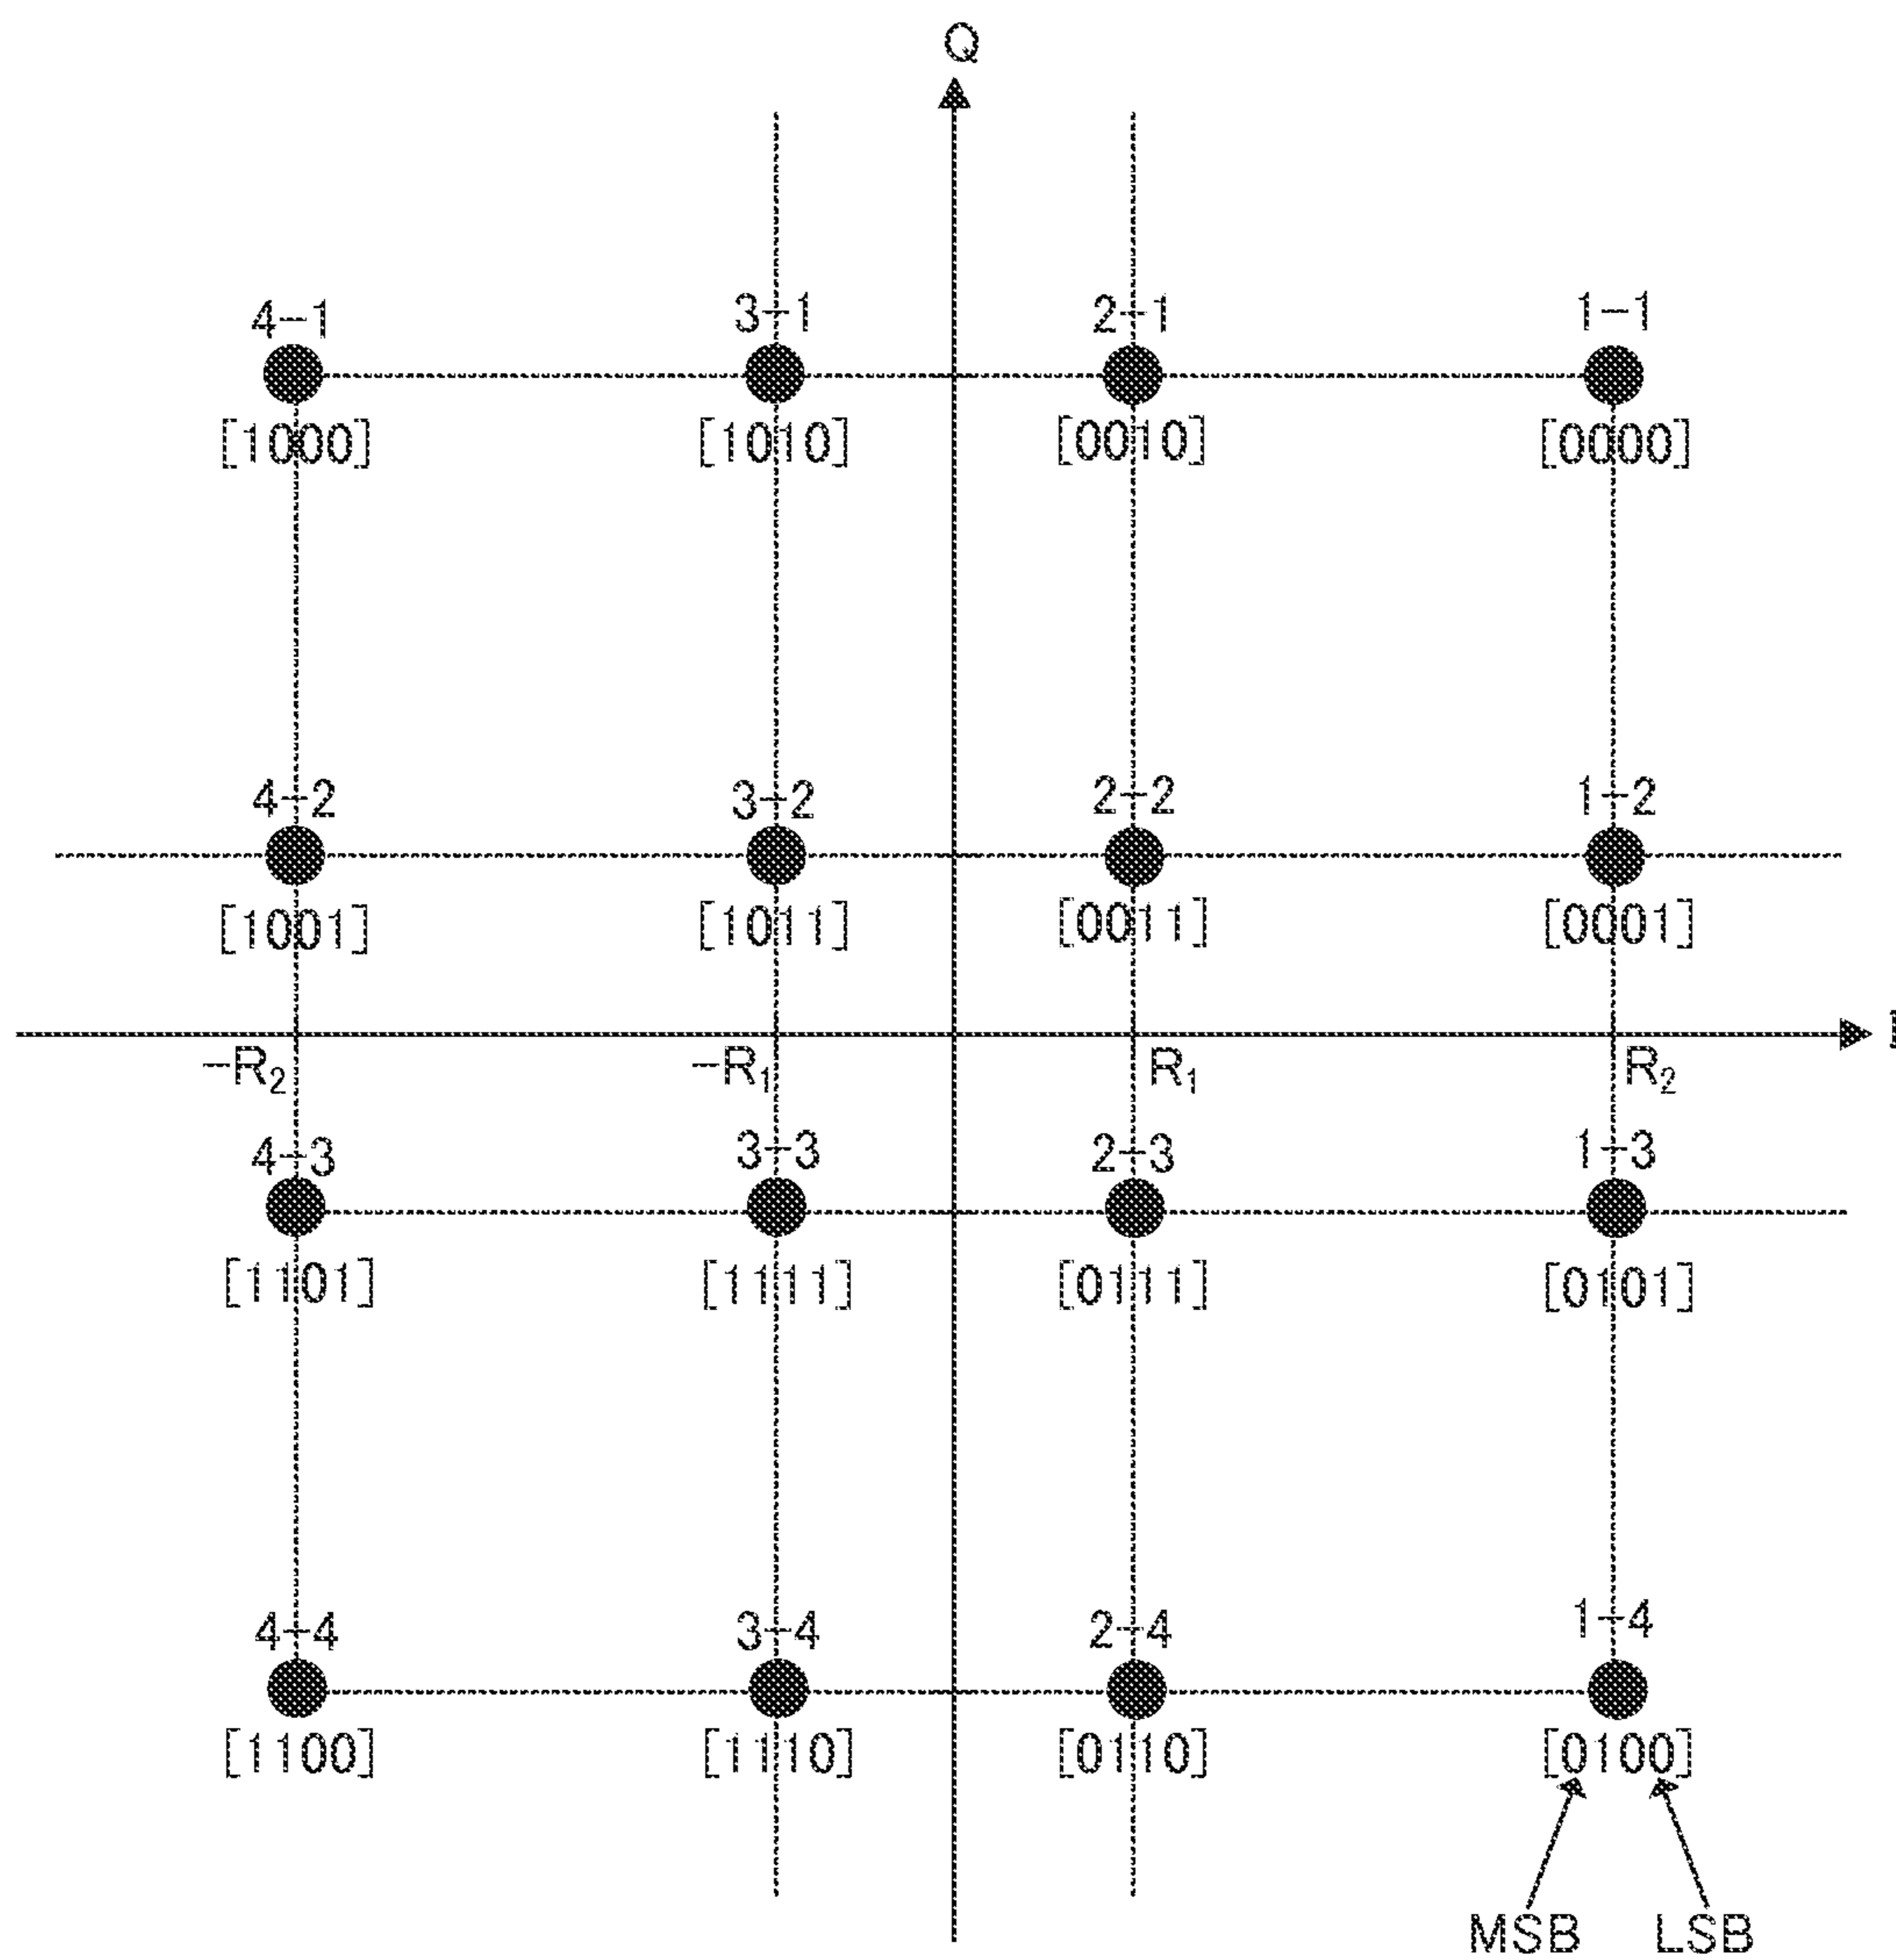 Q
4-1 3-1 2-1 1-1
[1000] [1010] [0010] [0000]
4-2 3-2 2-2 1-2
[1001] [1011] [0011] [0001]
I
-R₂ -R₁ R₁ R₂
4-3 3-3 2-3 1-3
[1101] [1111] [0111] [0101]
4-4 3-4 2-4 1-4
[1100] [1110] [0110] [0100]
MSB LSB